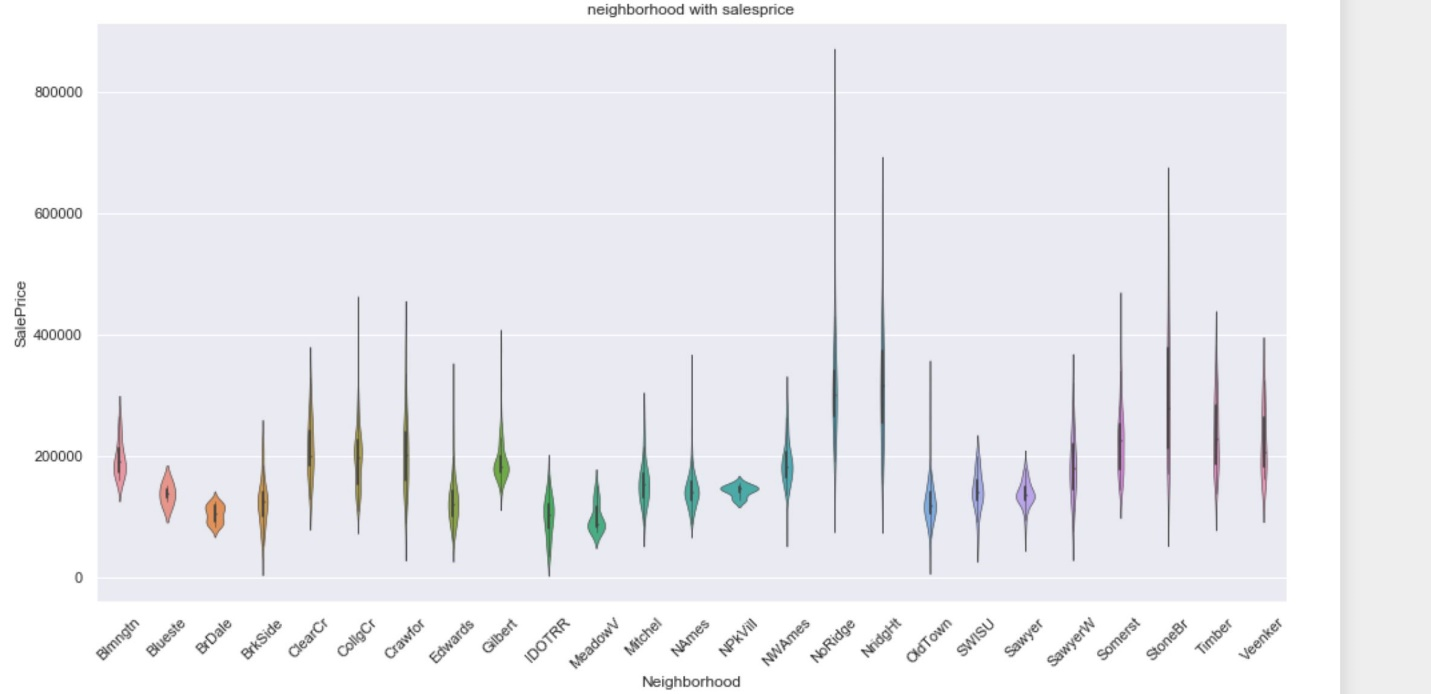 neighborhood with salesprice
800000
600000
400000
200000
0
SalePrice
Blmngtn
Blueste
BrDale
BrkSide
ClearCr
CollgCr
Crawfor
Edwards
Gilbert
IDOTRR
MeadowV
Mitchel
NAmes
NPkVill
NWAmes
NoRidge
NridgHt
OldTown
SWISU
Sawyer
SawyerW
Somerst
StoneBr
Timber
Veenker
Neighborhood